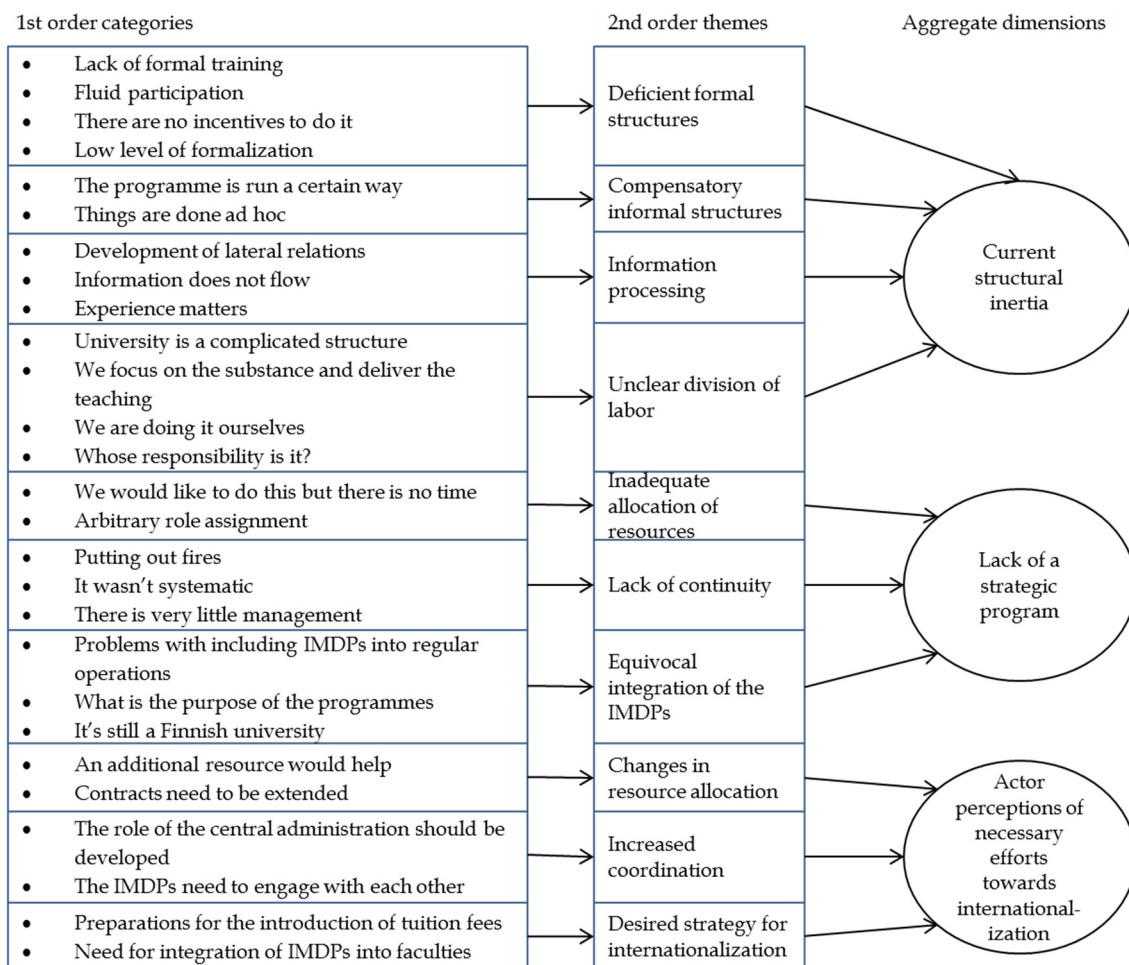 1st order categories
2nd order themes
Aggregate dimensions
• Lack of formal training
• Fluid participation
• There are no incentives to do it
• Low level of formalization
Deficient formal
structures
• The programme is run a certain way
• Things are done ad hoc
Compensatory
informal structures
• Development of lateral relations
• Information does not flow
• Experience matters
Information
processing
• University is a complicated structure
• We focus on the substance and deliver the
teaching
• We are doing it ourselves
• Whose responsibility is it?
Unclear division of
labor
Current
structural
inertia
• We would like to do this but there is no time
• Arbitrary role assignment
Inadequate
allocation of
resources
• Putting out fires
• It wasn't systematic
• There is very little management
Lack of continuity
• Problems with including IMDPs into regular
operations
• What is the purpose of the programmes
• It's still a Finnish university
Equivocal
integration of the
IMDPs
Lack of a
strategic
program
• An additional resource would help
• Contracts need to be extended
Changes in
resource allocation
• The role of the central administration should be
developed
• The IMDPs need to engage with each other
Increased
coordination
• Preparations for the introduction of tuition fees
• Need for integration of IMDPs into faculties
Desired strategy for
internationalization
Actor
perceptions of
necessary
efforts
towards
international-
ization